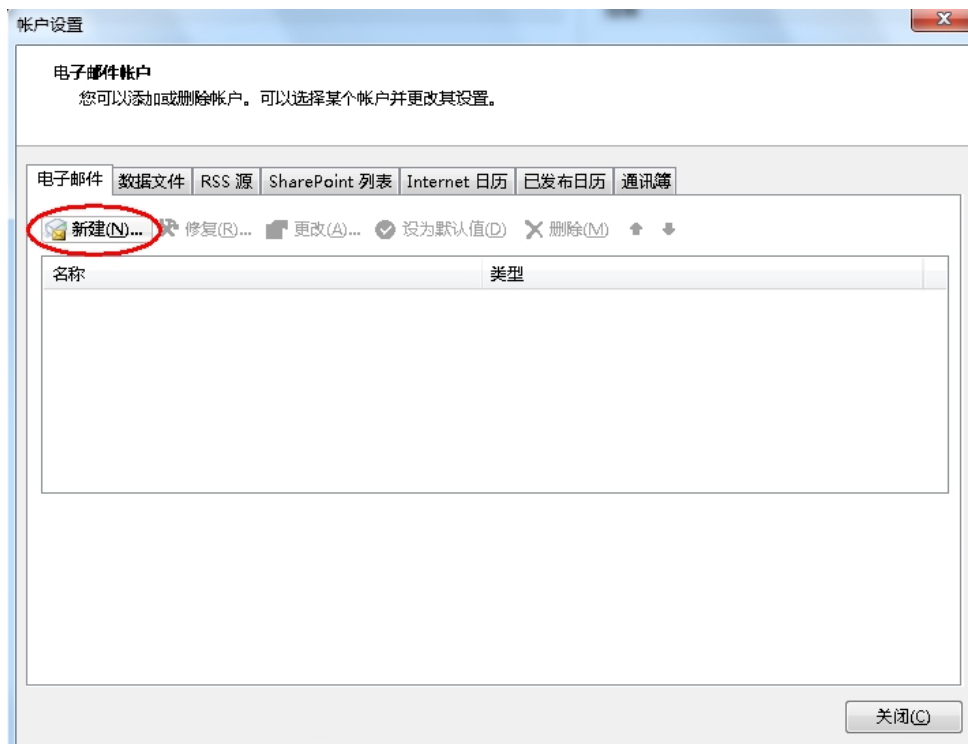 帐户设置
电子邮件帐户
您可以添加或删除帐户。可以选择某个帐户并更改其设置。
电子邮件 数据文件 RSS 源 SharePoint 列表 Internet 日历 已发布日历 通讯簿
新建(N)... 修复(R)... 更改(A)... 设为默认值(D) 删除(M)
名称 类型
关闭(C)